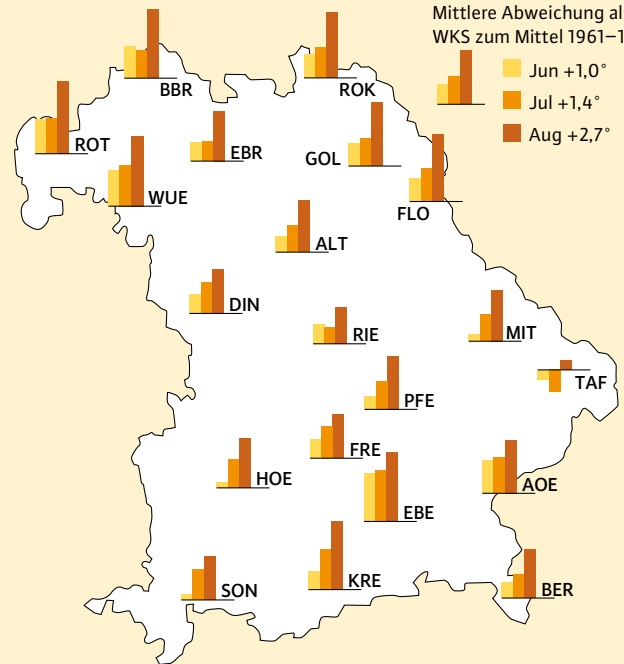 Mittlere Abweichung al
WKS zum Mittel 1961–1
Jun +1,0°
Jul +1,4°
Aug +2,7°
BBR
ROK
ROT
EBR
GOL
WUE
FLO
ALT
DIN
RIE
MIT
TAF
PFE
FRE
HOE
AOE
EBE
SON
KRE
BER